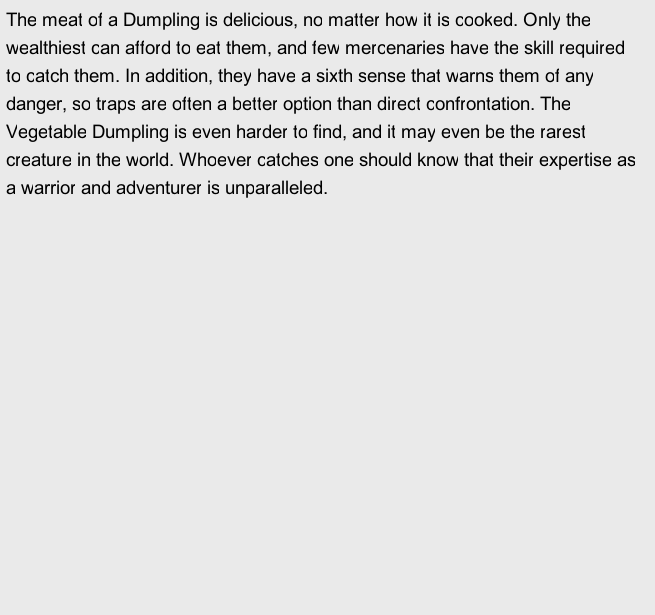 The meat of a Dumpling is delicious, no matter how it is cooked. Only the
wealthiest can afford to eat them, and few mercenaries have the skill required
to catch them. In addition, they have a sixth sense that warns them of any
danger, so traps are often a better option than direct confrontation. The
Vegetable Dumpling is even harder to find, and it may even be the rarest
creature in the world. Whoever catches one should know that their expertise as
a warrior and adventurer is unparalleled.